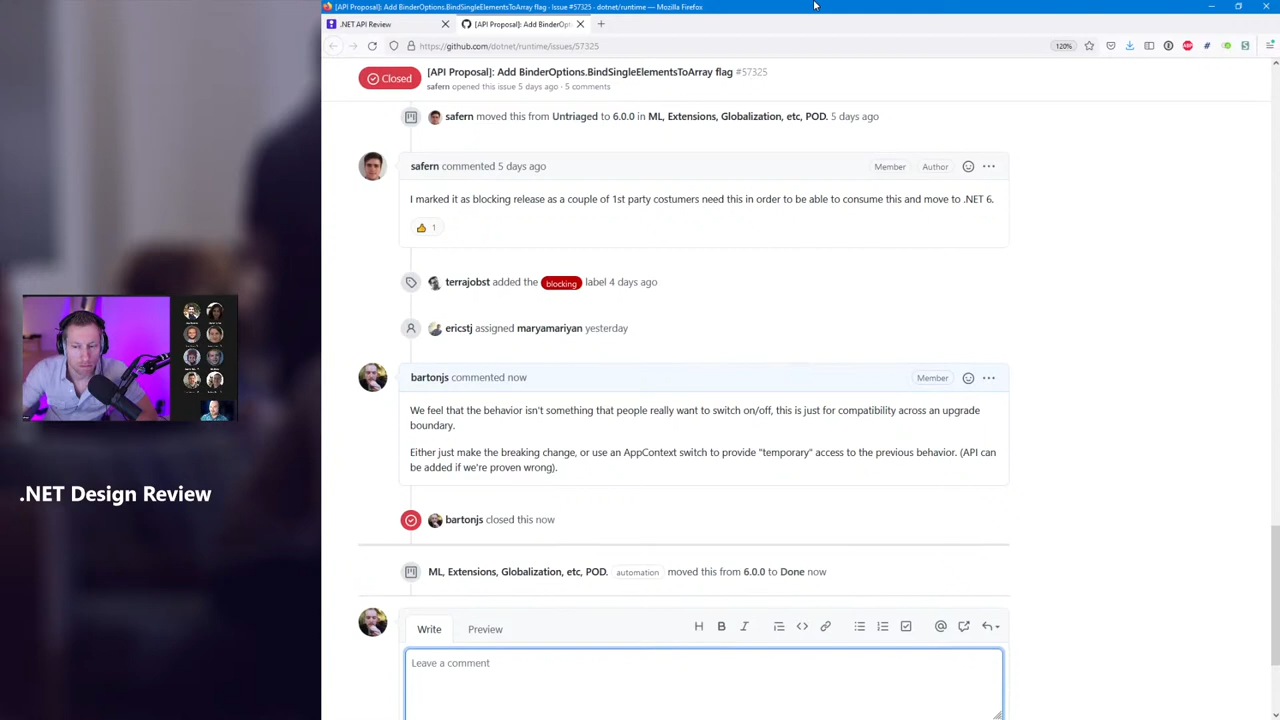 [API Proposal]: Add BinderOptions.BindSingleElementsToArray flag · Issue #57325 · dotnet/runtime — Mozilla Firefox
.NET API Review
[API Proposal]: Add BinderOpti
https://github.com/dotnet/runtime/issues/57325
120%
Closed
[API Proposal]: Add BinderOptions.BindSingleElementsToArray flag #57325
safern opened this issue 5 days ago · 5 comments
safern moved this from Untriaged to 6.0.0 in ML, Extensions, Globalization, etc, POD. 5 days ago
safern commented 5 days ago
Member
Author
I marked it as blocking release as a couple of 1st party costumers need this in order to be able to consume this and move to .NET 6.
👍 1
terrajobst added the blocking label 4 days ago
ericstj assigned maryamariyan yesterday
bartonjs commented now
Member
We feel that the behavior isn't something that people really want to switch on/off, this is just for compatibility across an upgrade
boundary.
Either just make the breaking change, or use an AppContext switch to provide "temporary" access to the previous behavior. (API can
be added if we're proven wrong).
bartonjs closed this now
ML, Extensions, Globalization, etc, POD. automation moved this from 6.0.0 to Done now
Write
Preview
Leave a comment
.NET Design Review